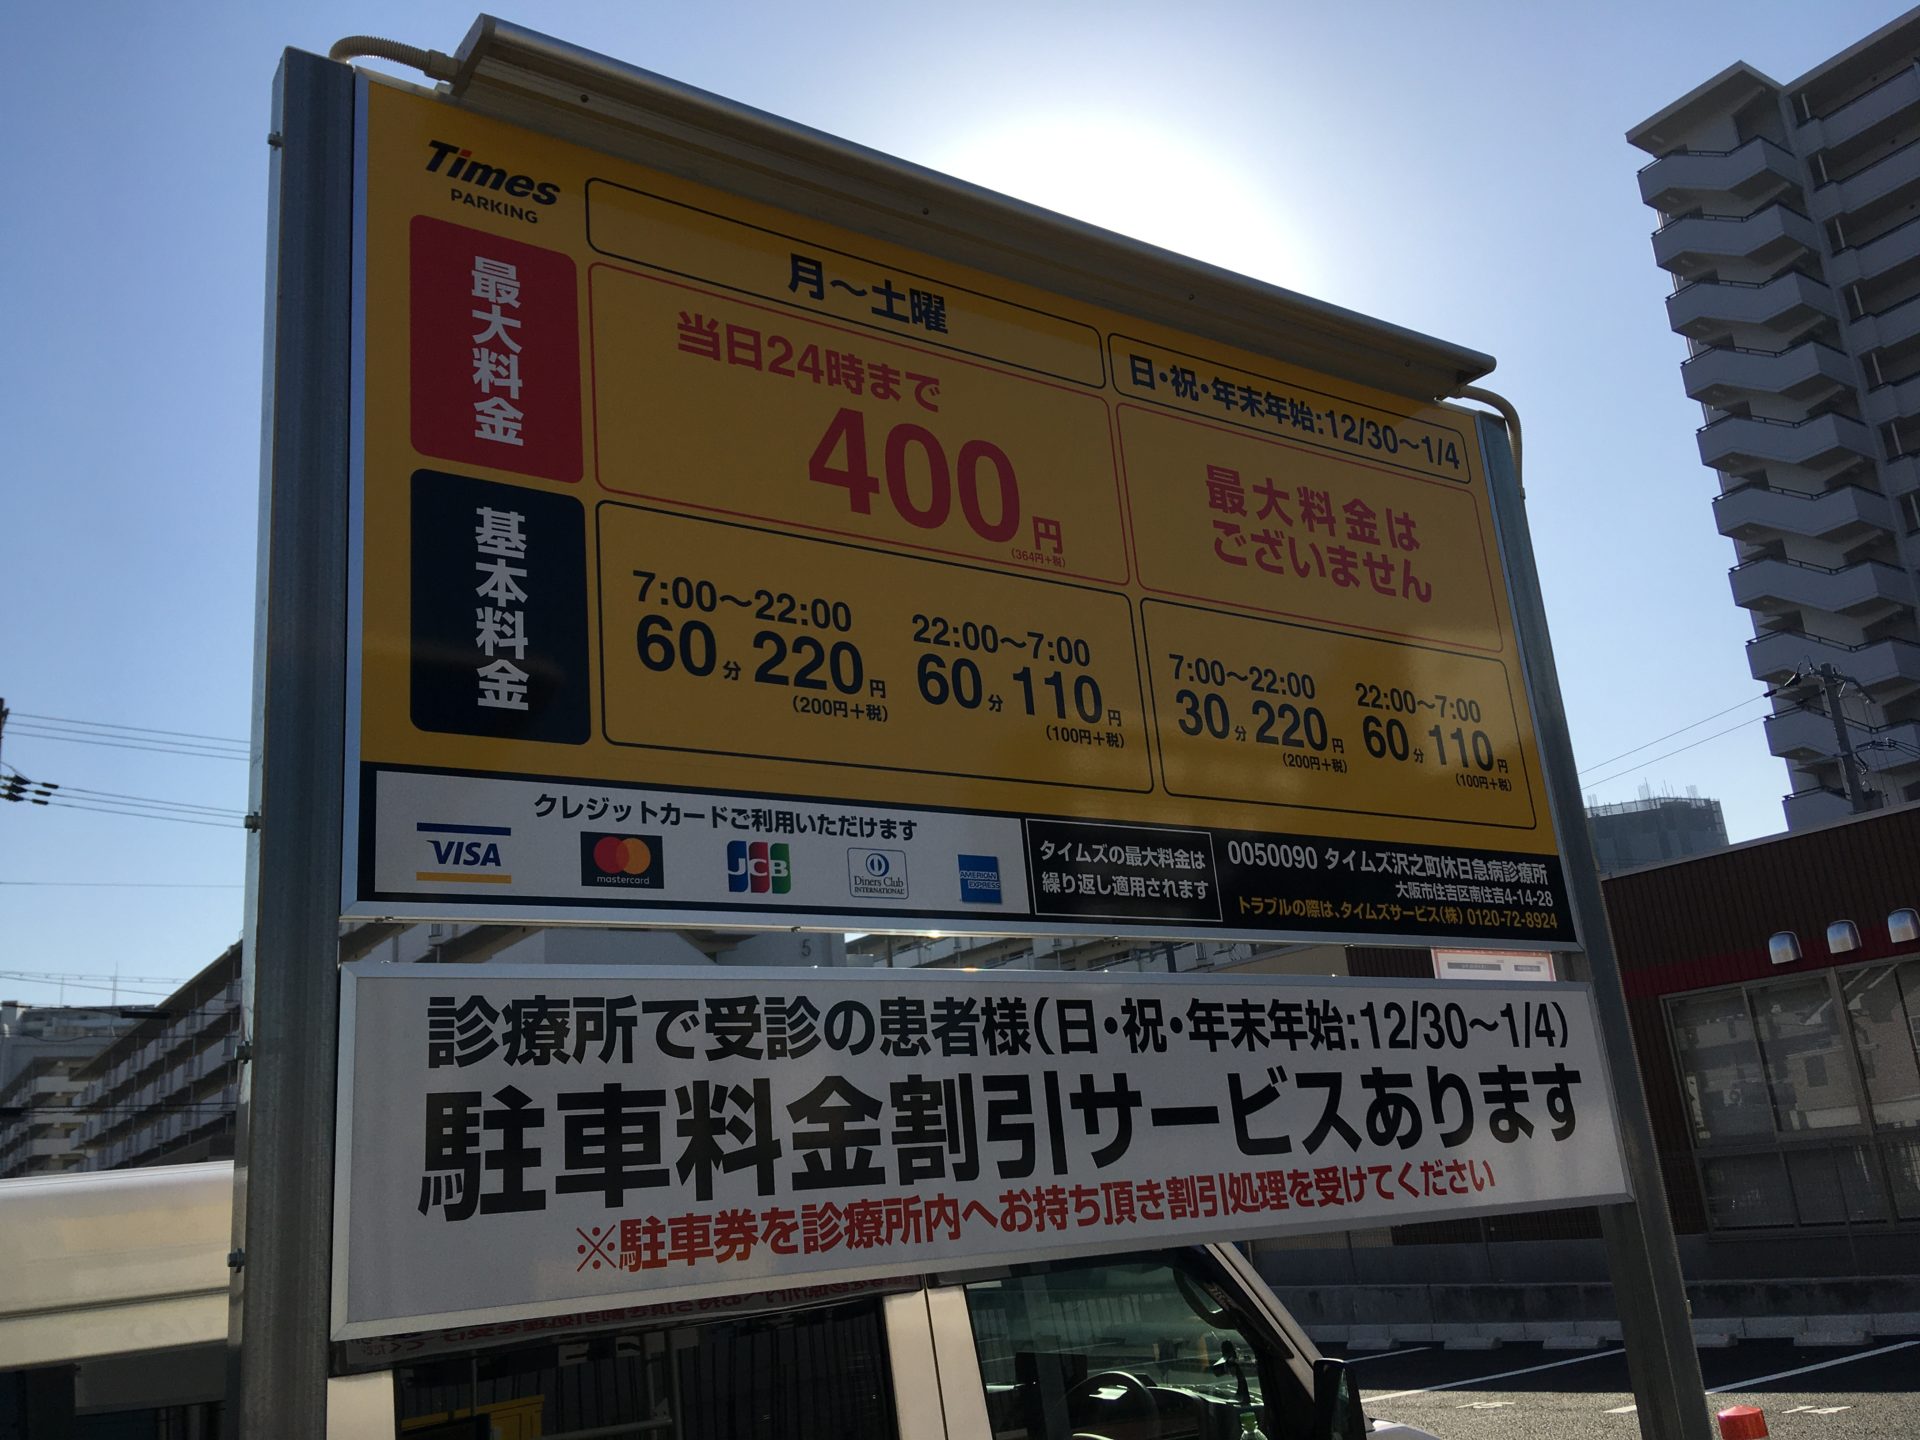 Times
PARKING
月〜土曜
日・祝・年末年始:12/30〜1/4
最大料金
当日24時まで
400円
(364円+税)
最大料金は
ございません
基本料金
7:00〜22:00
60分 220円
(200円+税)
22:00〜7:00
60分 110円
(100円+税)
7:00〜22:00
30分 220円
(200円+税)
22:00〜7:00
60分 110円
(100円+税)
クレジットカードご利用いただけます
VISA
mastercard
JCB
Diners Club
INTERNATIONAL
AMERICAN
EXPRESS
タイムズの最大料金は
繰り返し適用されます
0050090 タイムズ沢之町休日急病診療所
大阪市住吉区南住吉4-14-28
トラブルの際は、タイムズサービス(株) 0120-72-8924
5
診療所で受診の患者様(日・祝・年末年始:12/30〜1/4)
駐車料金割引サービスあります
※駐車券を診療所内へお持ち頂き割引処理を受けてください